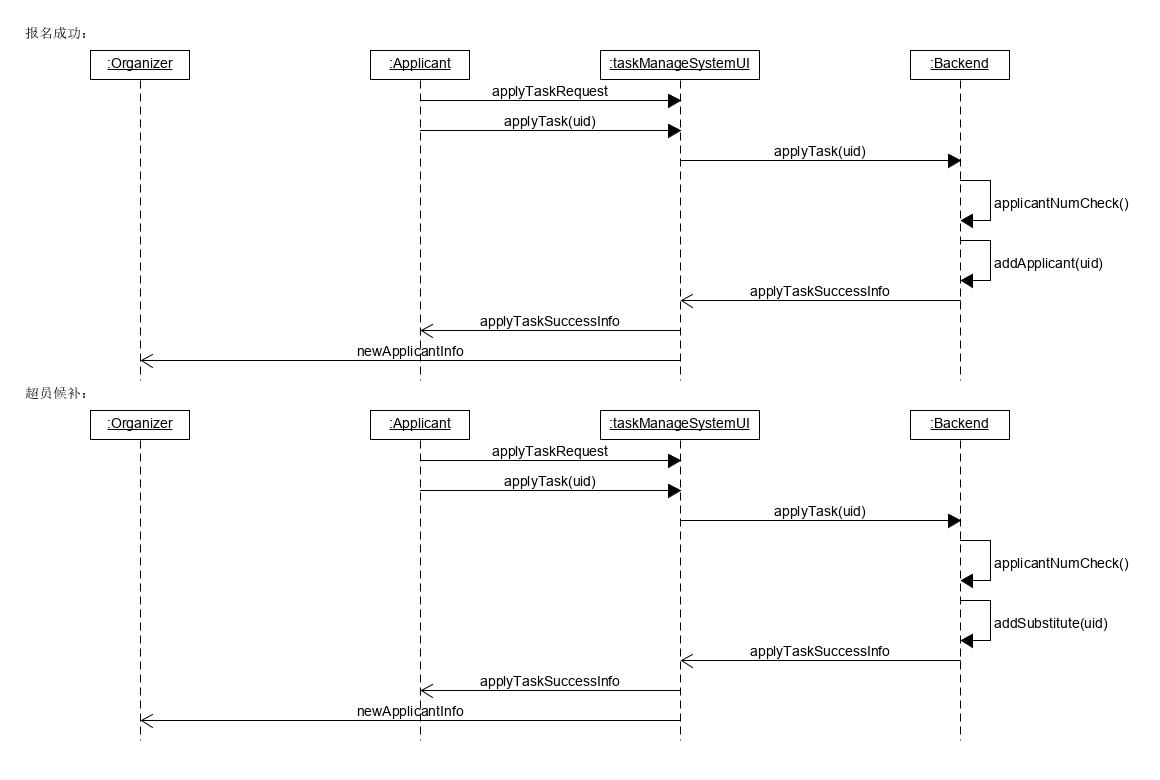 报名成功:
:Organizer
:Applicant
:taskManageSystemUI
:Backend
applyTaskRequest
applyTask(uid)
applyTask(uid)
applicantNumCheck()
addApplicant(uid)
applyTaskSuccessInfo
applyTaskSuccessInfo
newApplicantInfo
超员候补:
:Organizer
:Applicant
:taskManageSystemUI
:Backend
applyTaskRequest
applyTask(uid)
applyTask(uid)
applicantNumCheck()
addSubstitute(uid)
applyTaskSuccessInfo
applyTaskSuccessInfo
newApplicantInfo